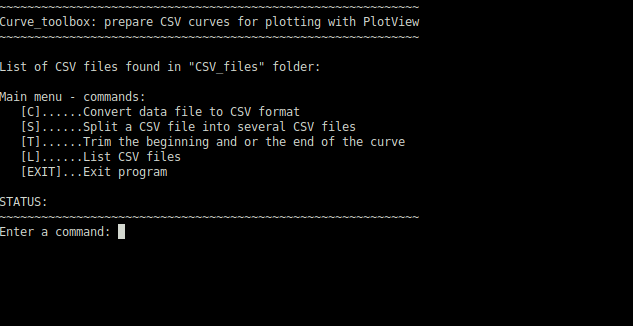 ~~~~~~~~~~~~~~~~~~~~~~~~~~~~~~~~~~~~~~~~~~~~~~~~~~~~~~~~~~~~
Curve_toolbox: prepare CSV curves for plotting with PlotView
~~~~~~~~~~~~~~~~~~~~~~~~~~~~~~~~~~~~~~~~~~~~~~~~~~~~~~~~~~~~
List of CSV files found in "CSV_files" folder:
Main menu - commands:
[C]......Convert data file to CSV format
[S]......Split a CSV file into several CSV files
[T]......Trim the beginning and or the end of the curve
[L]......List CSV files
[EXIT]...Exit program
STATUS:
~~~~~~~~~~~~~~~~~~~~~~~~~~~~~~~~~~~~~~~~~~~~~~~~~~~~~~~~~~~~
Enter a command: